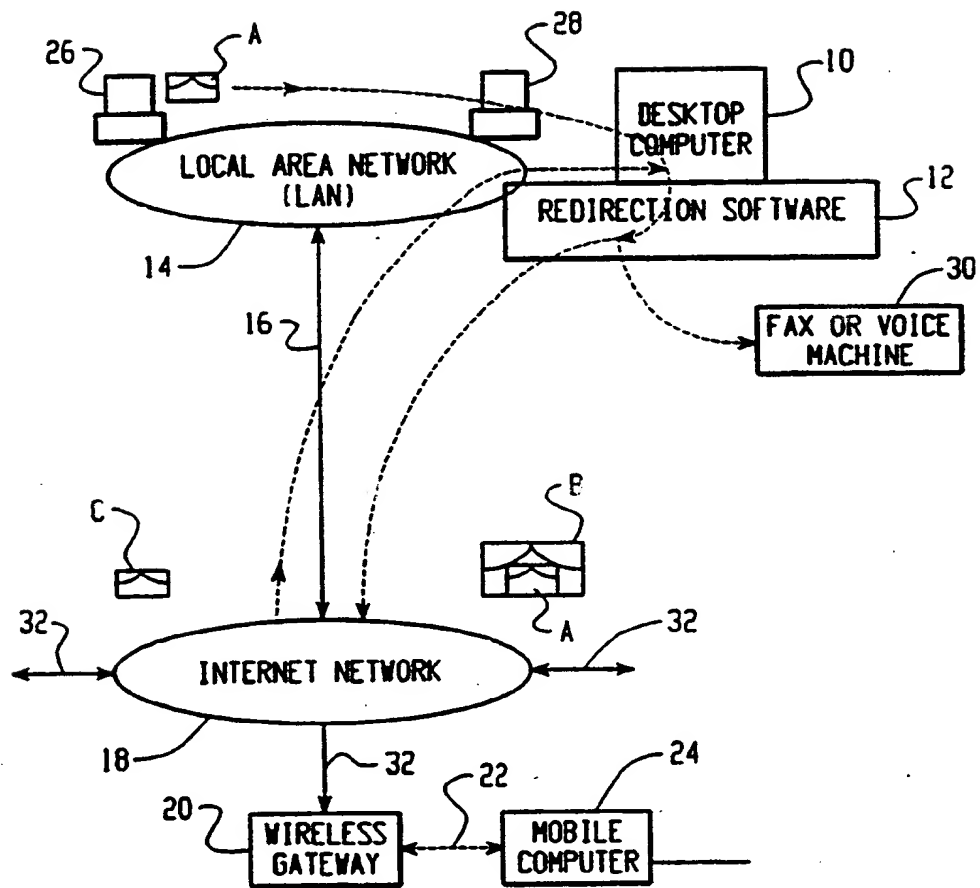 26
A
28
10
DESKTOP
COMPUTER
LOCAL AREA NETWORK
(LAN)
12
REDIRECTION SOFTWARE
14
30
16
FAX OR VOICE
MACHINE
C
B
A
32
32
INTERNET NETWORK
18
32
24
20
22
WIRELESS
GATEWAY
MOBILE
COMPUTER